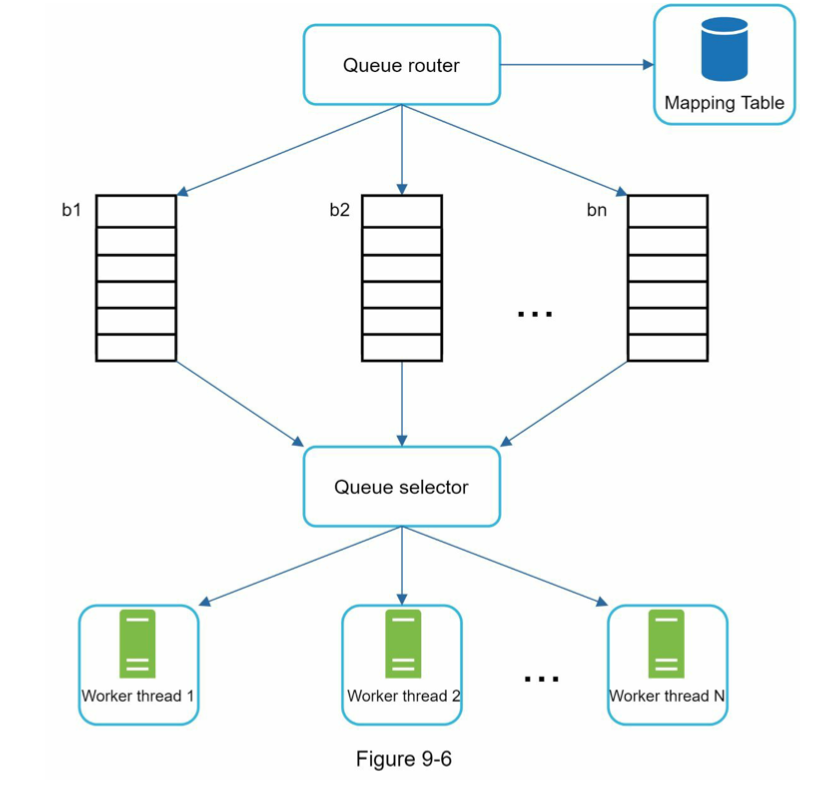 Queue router
Mapping Table
b1
b2
bn
...
Queue selector
Worker thread 1
Worker thread 2
...
Worker thread N
Figure 9-6